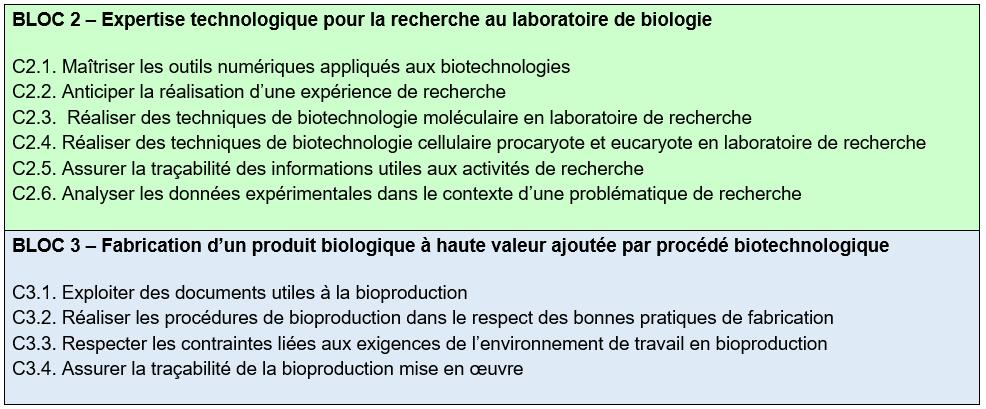 BLOC 2 – Expertise technologique pour la recherche au laboratoire de biologie
C2.1. Maîtriser les outils numériques appliqués aux biotechnologies
C2.2. Anticiper la réalisation d’une expérience de recherche
C2.3.  Réaliser des techniques de biotechnologie moléculaire en laboratoire de recherche
C2.4. Réaliser des techniques de biotechnologie cellulaire procaryote et eucaryote en laboratoire de recherche
C2.5. Assurer la traçabilité des informations utiles aux activités de recherche
C2.6. Analyser les données expérimentales dans le contexte d’une problématique de recherche
BLOC 3 – Fabrication d’un produit biologique à haute valeur ajoutée par procédé biotechnologique
C3.1. Exploiter des documents utiles à la bioproduction
C3.2. Réaliser les procédures de bioproduction dans le respect des bonnes pratiques de fabrication
C3.3. Respecter les contraintes liées aux exigences de l’environnement de travail en bioproduction
C3.4. Assurer la traçabilité de la bioproduction mise en œuvre